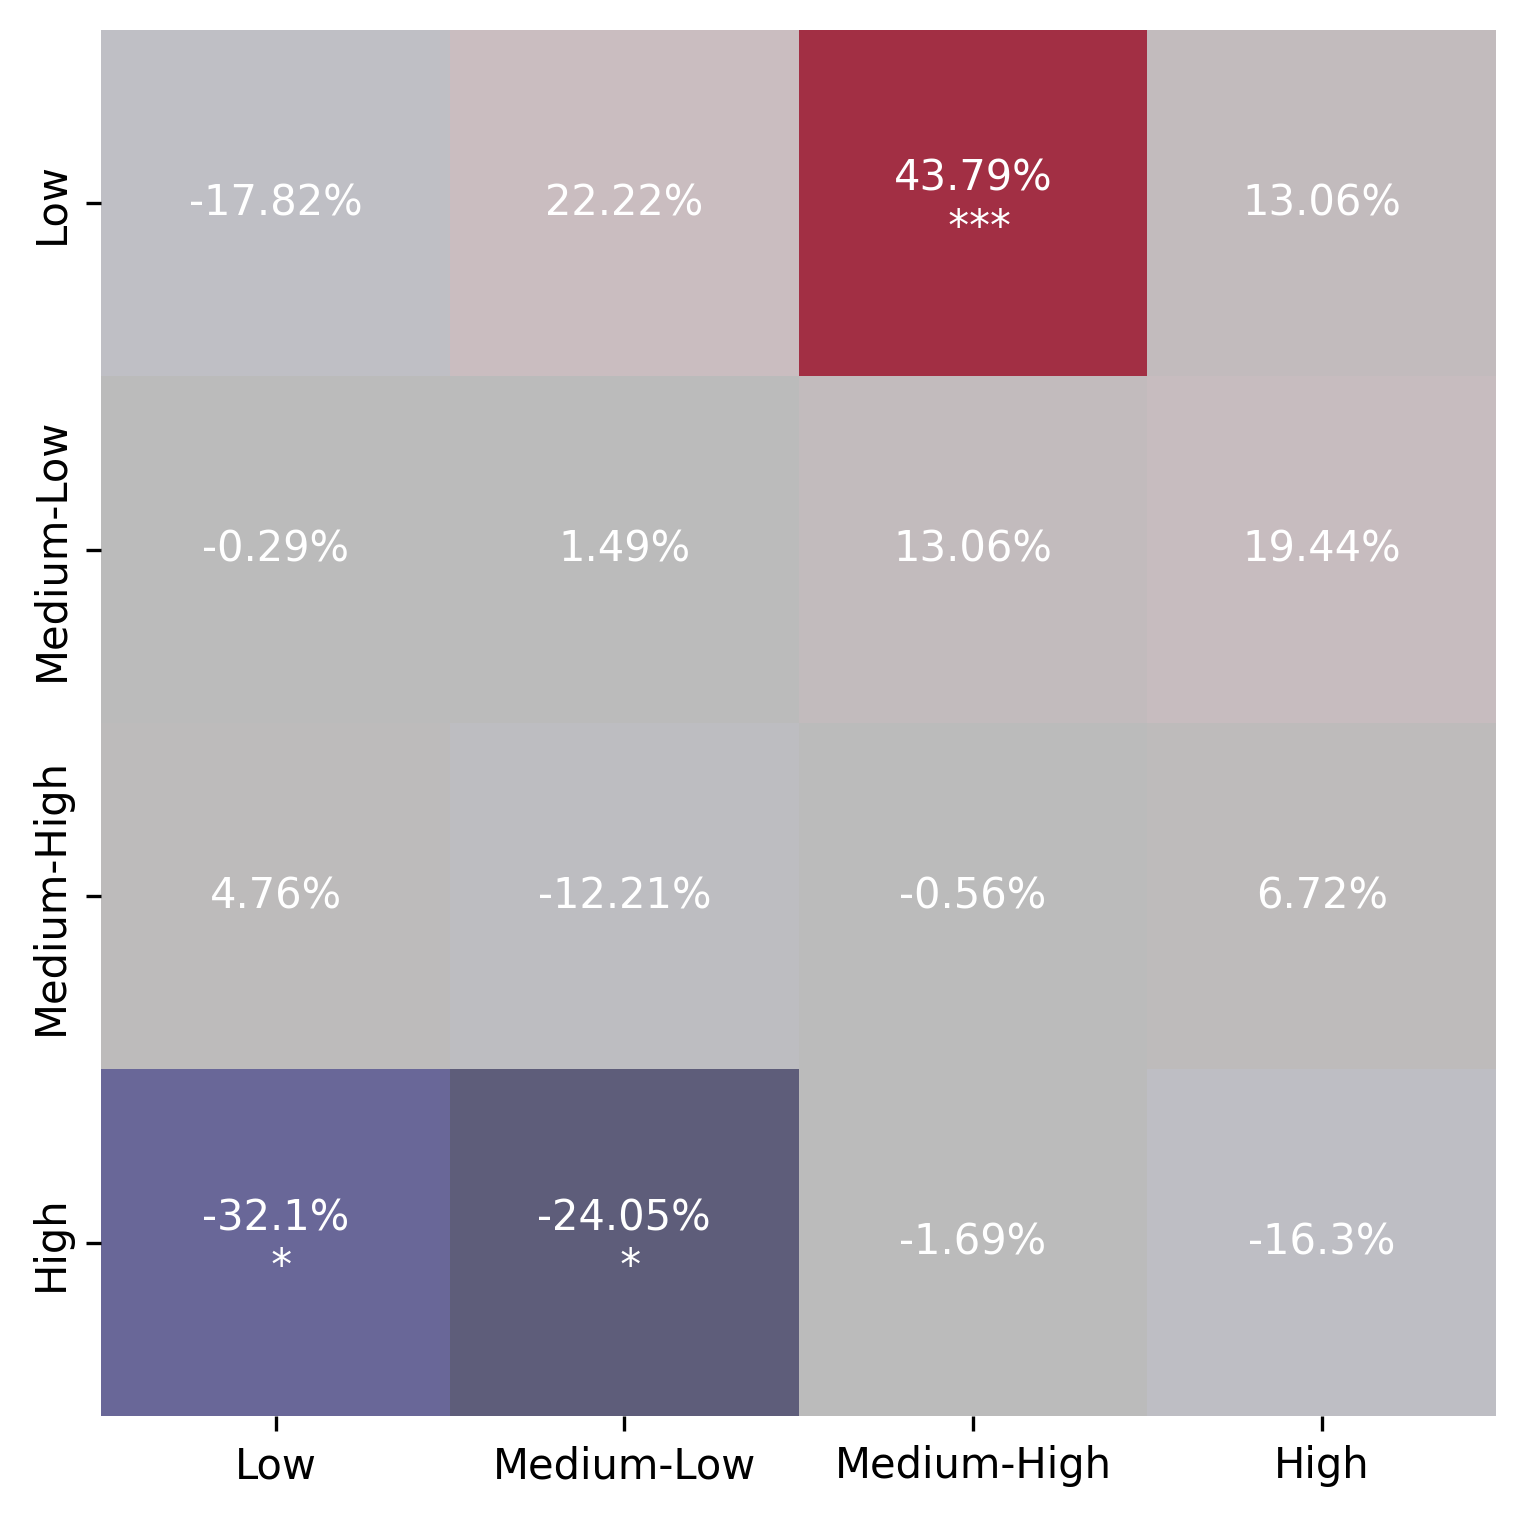 Low
-17.82%
22.22%
43.79%
***
13.06%
Medium-Low
-0.29%
1.49%
13.06%
19.44%
Medium-High
4.76%
-12.21%
-0.56%
6.72%
High
-32.1%
*
-24.05%
*
-1.69%
-16.3%
Low
Medium-Low
Medium-High
High